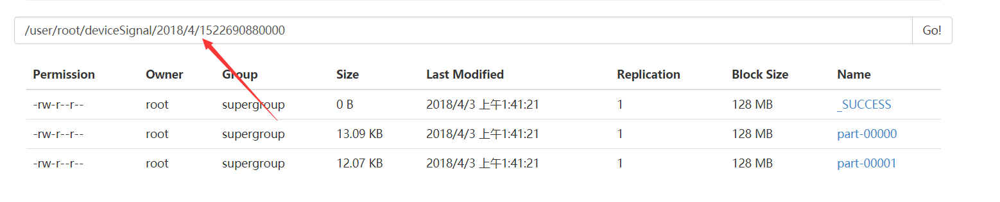 /user/root/deviceSignal/2018/4/1522690880000 Go!
Permission Owner Group Size Last Modified Replication Block Size Name
-rw-r--r-- root supergroup 0 B 2018/4/3 上午1:41:21 1 128 MB _SUCCESS
-rw-r--r-- root supergroup 13.09 KB 2018/4/3 上午1:41:21 1 128 MB part-00000
-rw-r--r-- root supergroup 12.07 KB 2018/4/3 上午1:41:21 1 128 MB part-00001